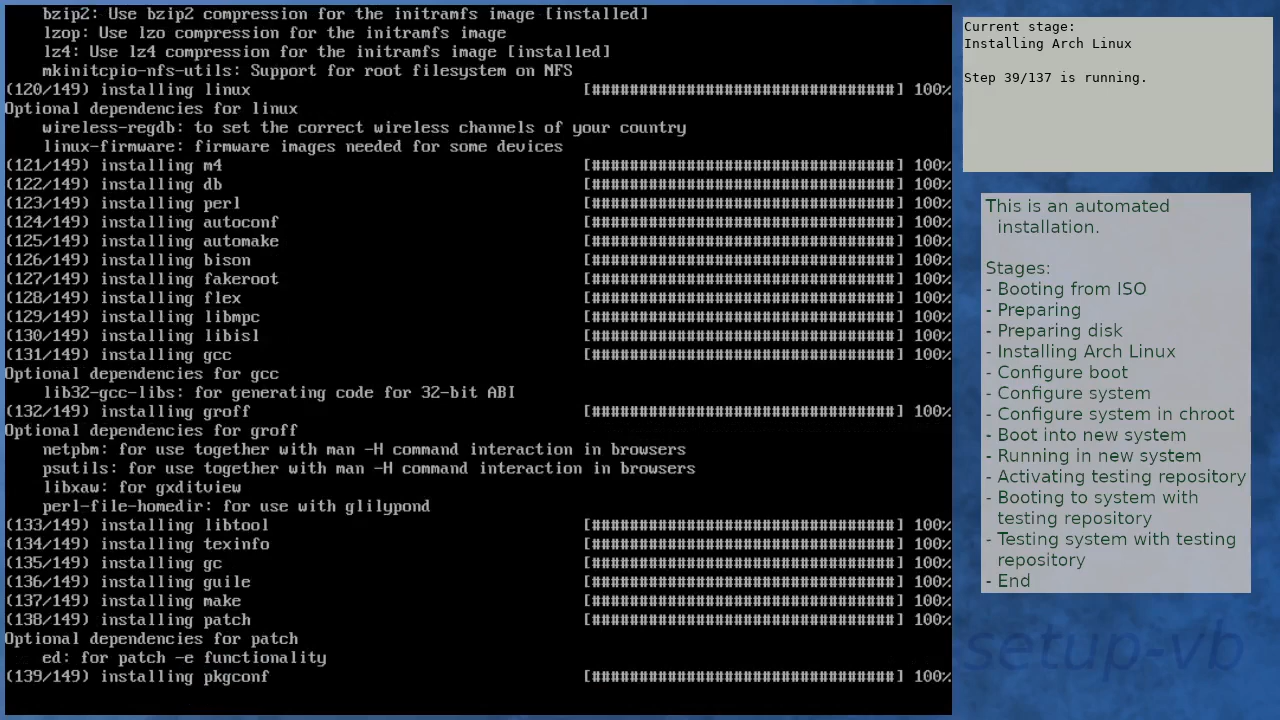 bzip2: Use bzip2 compression for the initramfs image [installed]
lzop: Use lzo compression for the initramfs image
lz4: Use lz4 compression for the initramfs image [installed]
mkinitcpio-nfs-utils: Support for root filesystem on NFS
(120/149) installing linux [################################] 100%
Optional dependencies for linux
wireless-regdb: to set the correct wireless channels of your country
linux-firmware: firmware images needed for some devices
(121/149) installing m4 [################################] 100%
(122/149) installing db [################################] 100%
(123/149) installing perl [################################] 100%
(124/149) installing autoconf [################################] 100%
(125/149) installing automake [################################] 100%
(126/149) installing bison [################################] 100%
(127/149) installing fakeroot [################################] 100%
(128/149) installing flex [################################] 100%
(129/149) installing libmpc [################################] 100%
(130/149) installing libisl [################################] 100%
(131/149) installing gcc [################################] 100%
Optional dependencies for gcc
lib32-gcc-libs: for generating code for 32-bit ABI
(132/149) installing groff [################################] 100%
Optional dependencies for groff
netpbm: for use together with man -H command interaction in browsers
psutils: for use together with man -H command interaction in browsers
libxaw: for gxditview
perl-file-homedir: for use with glilypond
(133/149) installing libtool [################################] 100%
(134/149) installing texinfo [################################] 100%
(135/149) installing gc [################################] 100%
(136/149) installing guile [################################] 100%
(137/149) installing make [################################] 100%
(138/149) installing patch [################################] 100%
Optional dependencies for patch
ed: for patch -e functionality
(139/149) installing pkgconf [################################] 100%
Current stage:
Installing Arch Linux
Step 39/137 is running.
This is an automated
installation.
Stages:
- Booting from ISO
- Preparing
- Preparing disk
- Installing Arch Linux
- Configure boot
- Configure system
- Configure system in chroot
- Boot into new system
- Running in new system
- Activating testing repository
- Booting to system with
testing repository
- Testing system with testing
repository
- End
setup-vb